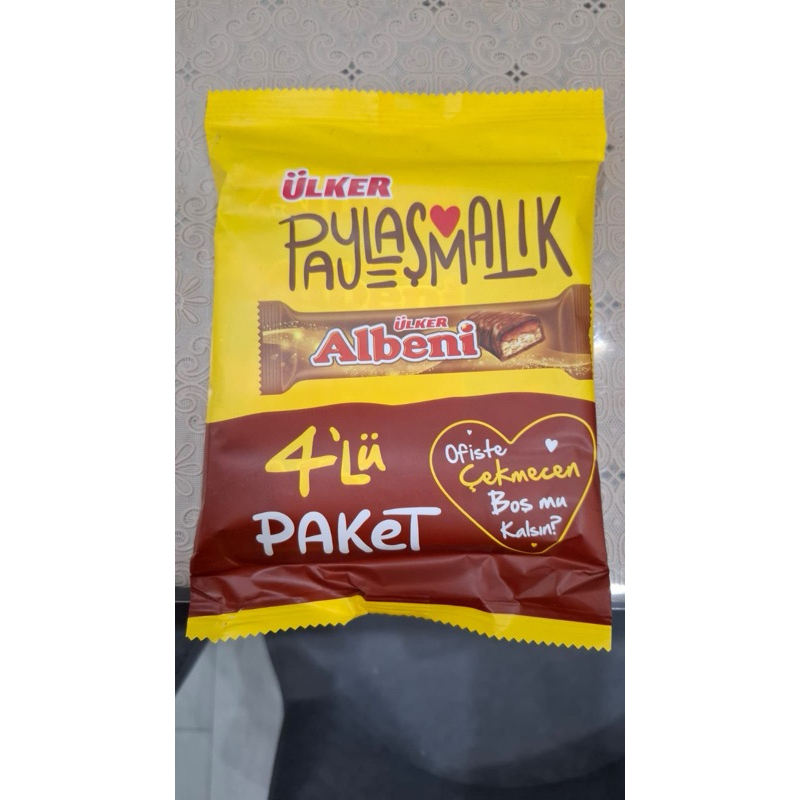 ÜLKER
PAYLAŞMALIK
ÜLKER
Albeni
4'lü
PAKET
Ofiste
Çekmecen
Boş mu
Kalsın?